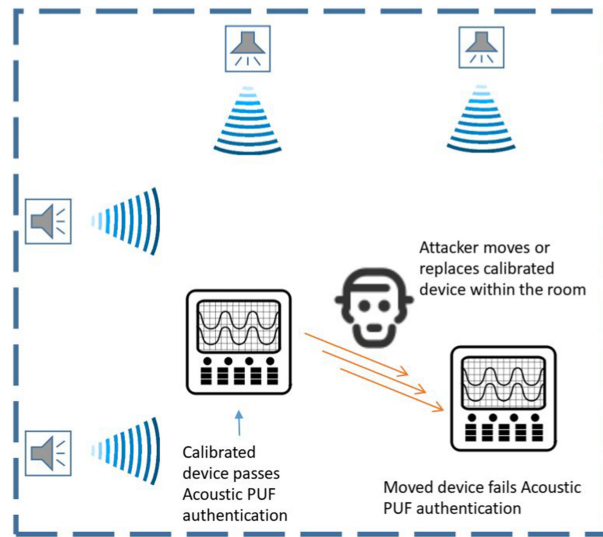 Attacker moves or
replaces calibrated
device within the room
Calibrated
device passes
Acoustic PUF
authentication
Moved device fails Acoustic
PUF authentication